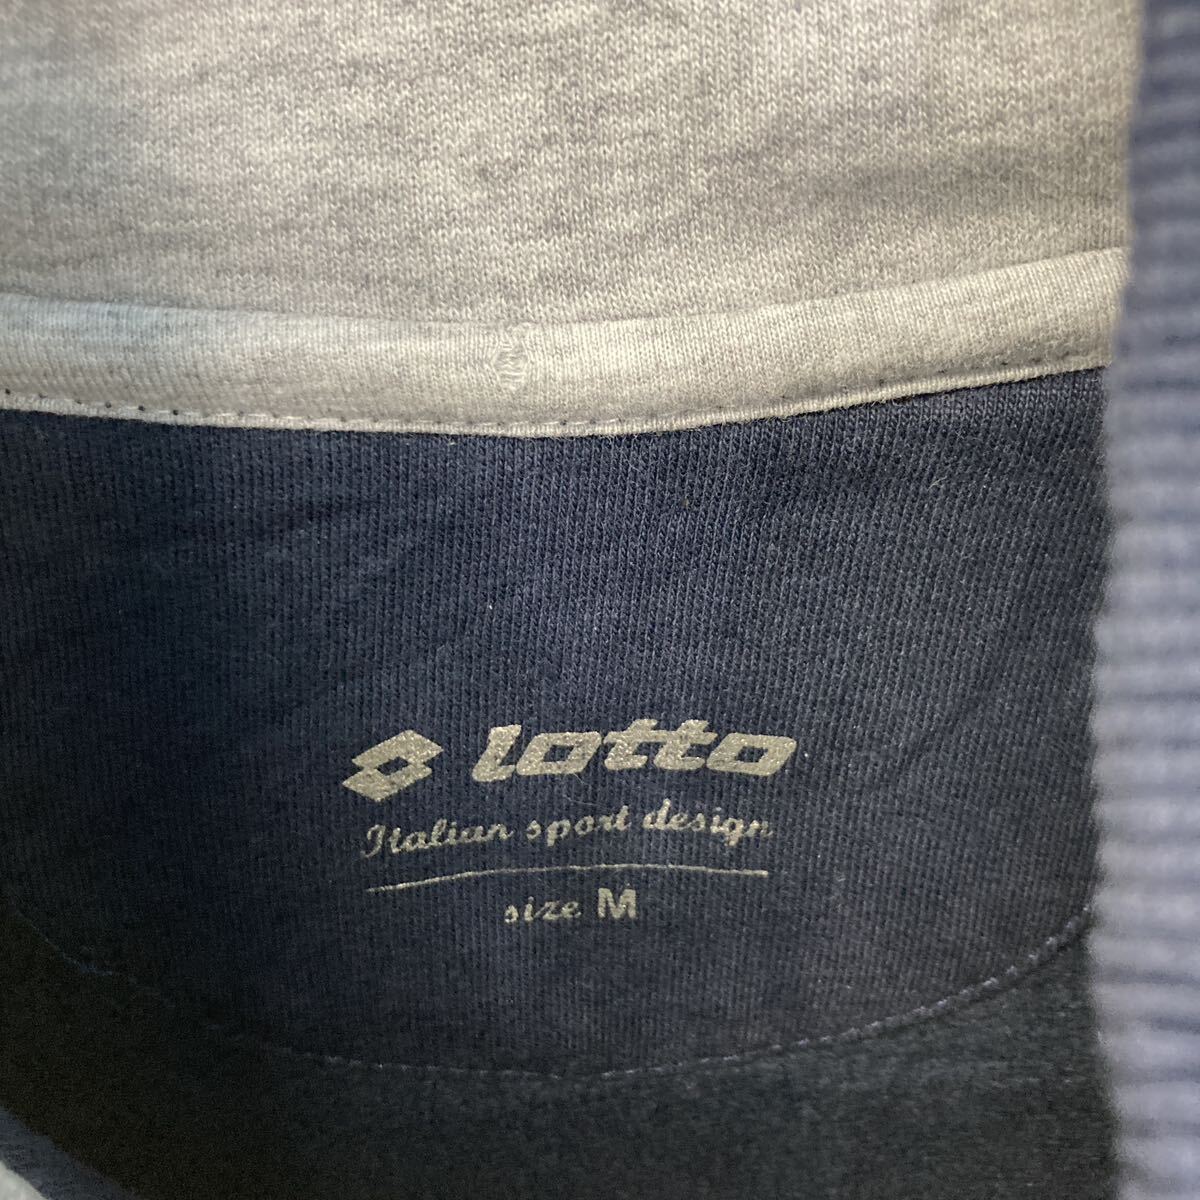 lotto
Italian sport design
size M